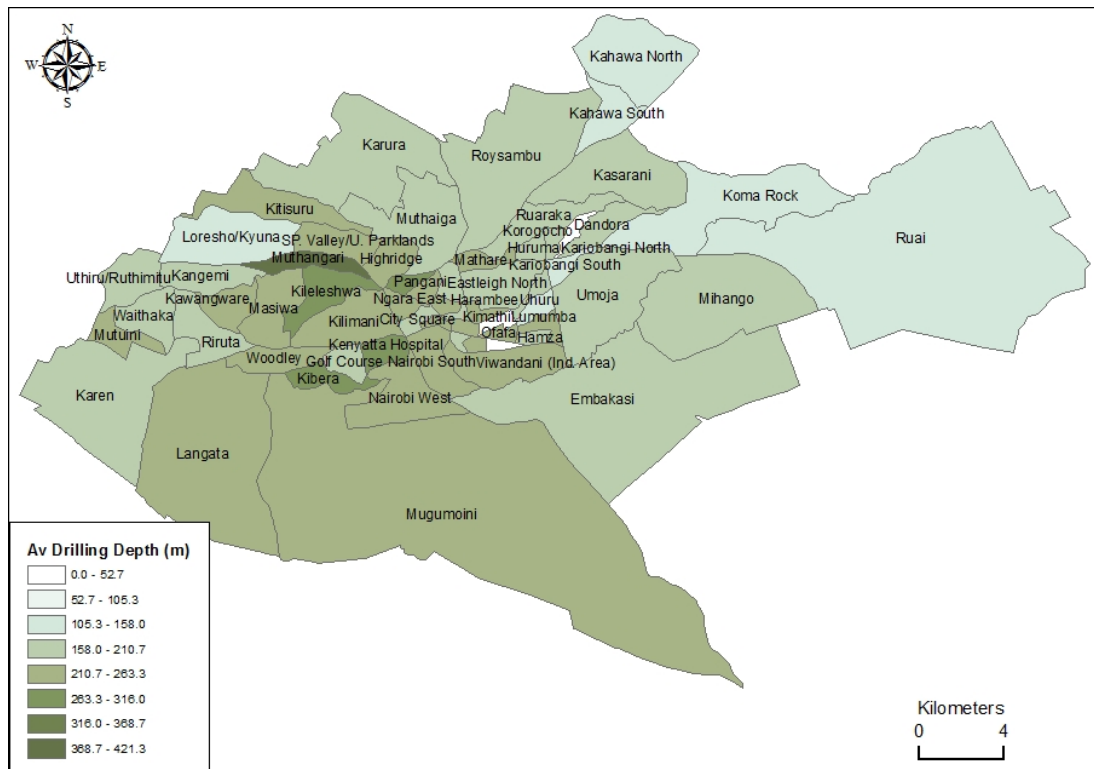 N
W E
S
Kahawa North
Kahawa South
Karura
Roysambu
Kasarani
Koma Rock
Ruai
Kitisuru
Muthaiga
Ruaraka
Korogocho
Dandora
Loresho/Kyuna
SP. Valley/U. Parklands
Huruma
Kariobangi North
Muthangari
Highridge
Mathare
Kariobangi South
Uthiru/Ruthimitu
Kangemi
Pangani
Eastleigh North
Kileleshwa
Kawangware
Ngara East
Harambee
Uhuru
Umoja
Mihango
Masiwa
Waithaka
Kilimani
City Square
Kimathi
Lumumba
Mutuini
Ofafa
Hamza
Riruta
Kenyatta Hospital
Woodley
Golf Course
Nairobi South
Viwandani (Ind. Area)
Kibera
Karen
Nairobi West
Embakasi
Langata
Mugumoini
Av Drilling Depth (m)
0.0 - 52.7
52.7 - 105.3
105.3 - 158.0
158.0 - 210.7
210.7 - 263.3
263.3 - 316.0
316.0 - 368.7
368.7 - 421.3
Kilometers
0 4